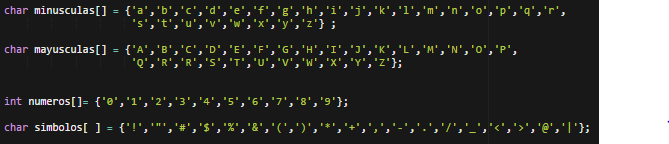 char minusculas[] = {'a','b','c','d','e','f','g','h','i','j','k','l','m','n','o','p','q','r',
's','t','u','v','w','x','y','z'} ;
char mayusculas[] = {'A','B','C','D','E','F','G','H','I','J','K','L','M','N','O','P',
'Q','R','R','S','T','U','V','W','X','Y','Z'};
int numeros[]= {'0','1','2','3','4','5','6','7','8','9'};
char simbolos[ ] = {'!','"','#','$','%','&','(',')','*','+',',','-','.','/','_','<','>','@','|'};